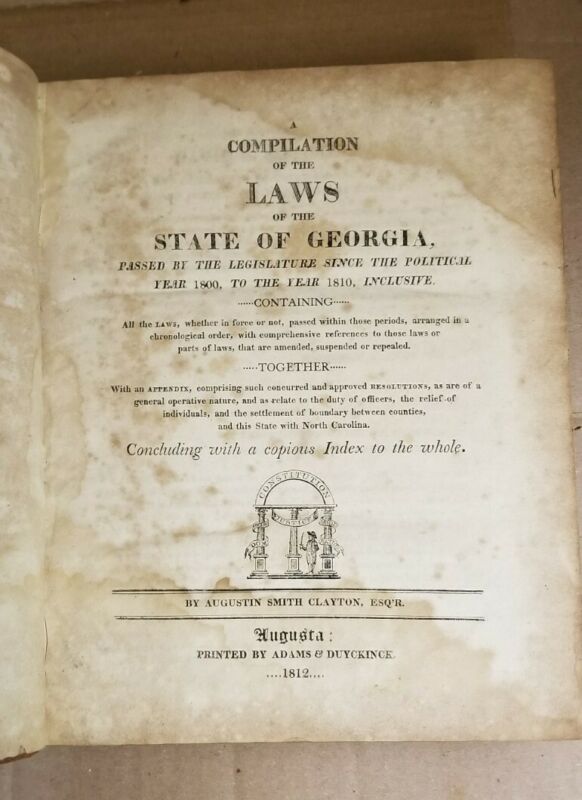 A
COMPILATION
OF THE
LAWS
OF THE
STATE OF GEORGIA,
PASSED BY THE LEGISLATURE SINCE THE POLITICAL
YEAR 1800, TO THE YEAR 1810, INCLUSIVE.
......CONTAINING......
All the LAWS, whether in force or not, passed within those periods, arranged in a
chronological order, with comprehensive references to those laws or
parts of laws, that are amended, suspended or repealed.
.....TOGETHER......
With an APPENDIX, comprising such concurred and approved RESOLUTIONS, as are of a
general operative nature, and as relate to the duty of officers, the relief of
individuals, and the settlement of boundary between counties,
and this State with North Carolina.
Concluding with a copious Index to the whole.
CONSTITUTION
JUSTICE
BY AUGUSTIN SMITH CLAYTON, ESQ'R.
Augusta:
PRINTED BY ADAMS & DUYCKINCK.
....1812....